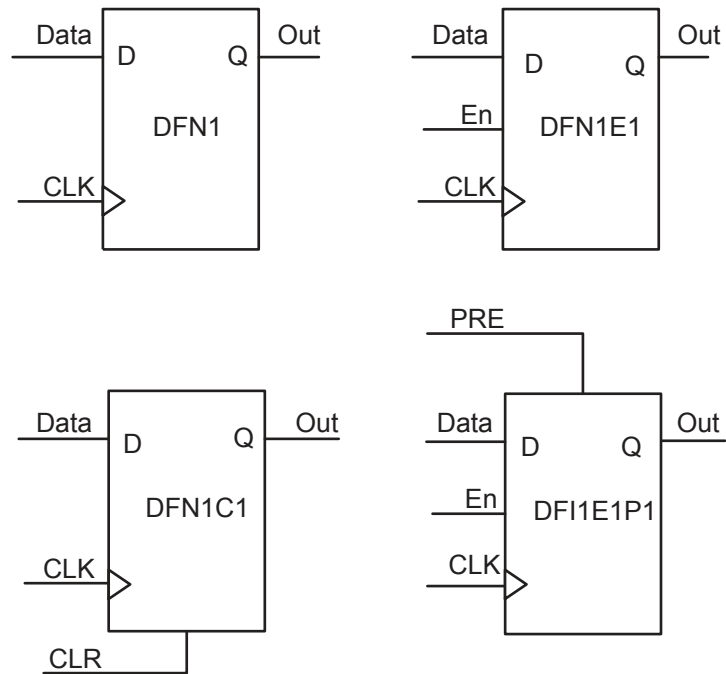 Data
D
Q
Out
DFN1
CLK
Data
D
Q
Out
En
DFN1E1
CLK
Data
D
Q
Out
DFN1C1
CLK
CLR
PRE
Data
D
Q
Out
En
DFI1E1P1
CLK